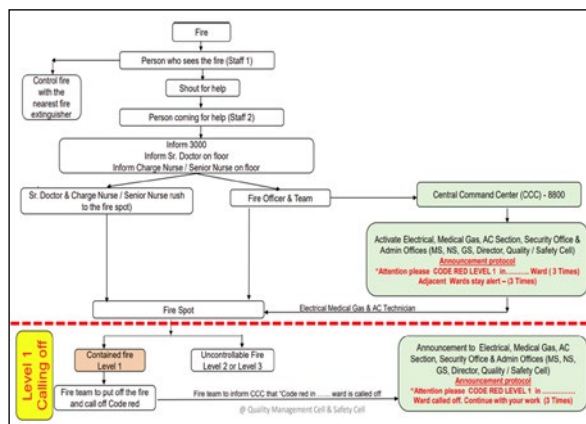 Fire
Person who sees the fire (Staff 1)
Control fire
with the
nearest fire
extinguisher
Shout for help
Person coming for help (Staff 2)
Inform 3000
Inform Sr. Doctor on floor
Inform Charge Nurse / Senior Nurse on floor
Sr. Doctor & Charge Nurse / Senior Nurse rush
to the fire spot)
Fire Officer & Team
Central Command Center (CCC) - 8800
Activate Electrical, Medical Gas, AC Section, Security Office &
Admin Offices (MS, NS, GS, Director, Quality / Safety Cell)
Announcement protocol
"Attention please CODE RED LEVEL 1 in........... Ward ( 3 Times)
Adjacent Wards stay alert – (3 Times)
Fire Spot
Electrical Medical Gas & AC Technician
Level 1
Calling off
Contained fire
Level 1
Uncontrollable Fire
Level 2 or Level 3
Fire team to put off the fire
and call off Code red
Fire team to inform CCC that "Code red in ...... ward is called off
Announcement to Electrical, Medical Gas, AC
Section, Security Office & Admin Offices (MS, NS,
GS, Director, Quality / Safety Cell)
Announcement protocol
"Attention please CODE RED LEVEL 1 in ...............
Ward called off. Continue with your work (3 Times)
@ Quality Management Cell & Safety Cell